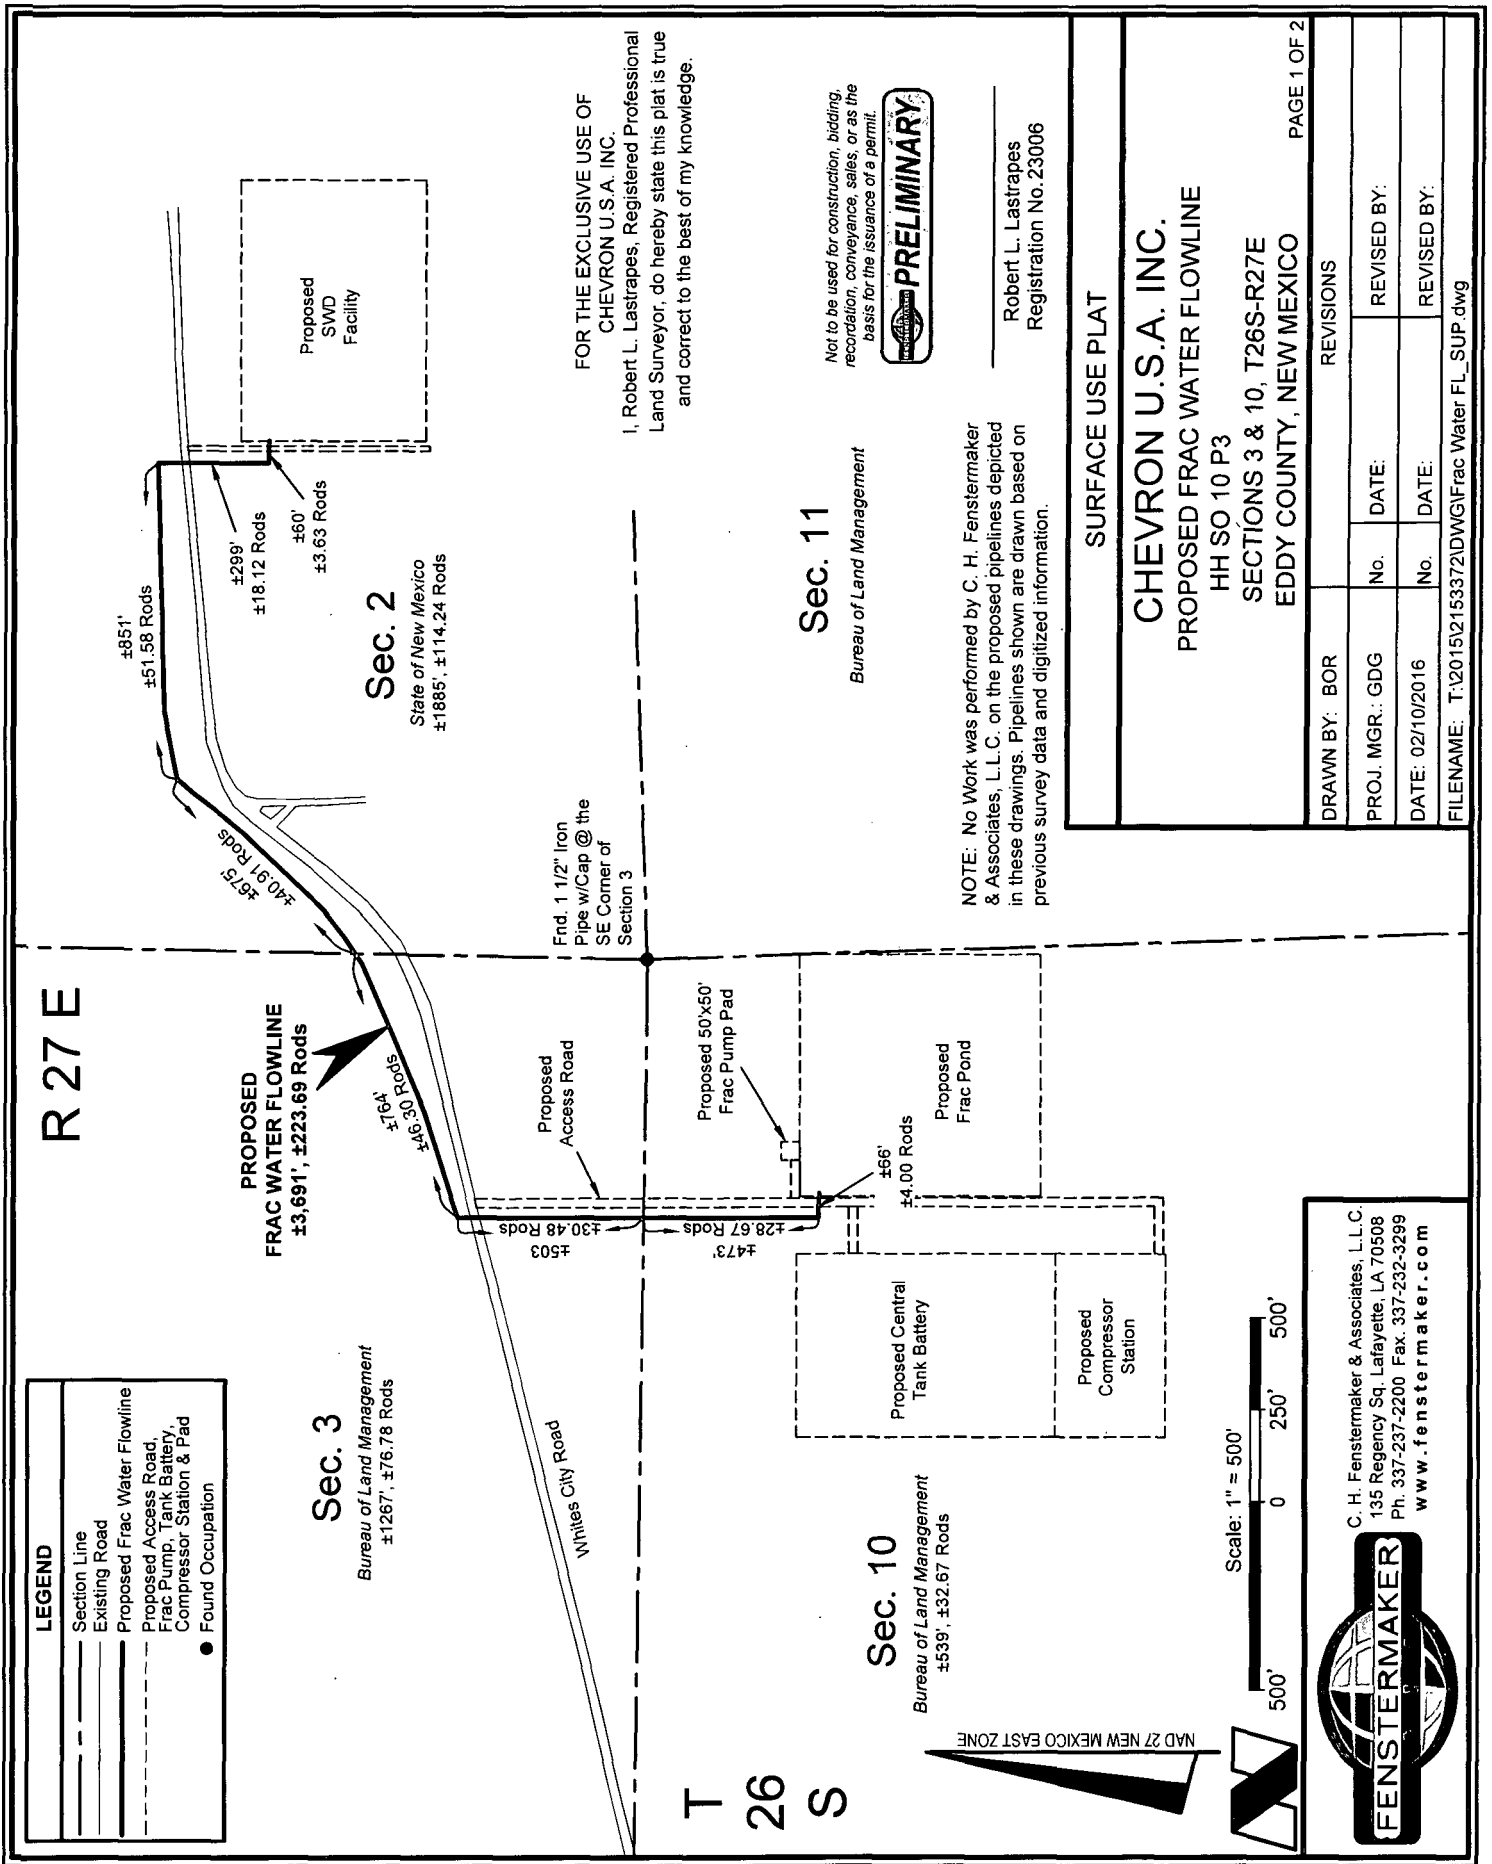 LEGEND
Section Line
Existing Road
Proposed Frac Water Flowline
Proposed Access Road,
Frac Pump, Tank Battery,
Compressor Station & Pad
Found Occupation
R 27 E
PROPOSED
FRAC WATER FLOWLINE
±3,691', ±223.69 Rods
±851'
±51.58 Rods
±299'
±18.12 Rods
±60'
±3.63 Rods
Proposed
SWD
Facility
±675'
±40.91 Rods
Sec. 2
State of New Mexico
±1885', ±114.24 Rods
±764'
±46.30 Rods
Sec. 3
Bureau of Land Management
±1267', ±76.78 Rods
Whites City Road
Proposed
Access Road
±503
±30.48 Rods
±473'
±28.67 Rods
Fnd. 1 1/2" Iron
Pipe w/Cap @ the
SE Corner of
Section 3
Proposed 50'x50'
Frac Pump Pad
±66'
±4.00 Rods
Proposed
Frac Pond
Proposed Central
Tank Battery
Proposed
Compressor
Station
Sec. 10
Bureau of Land Management
±539', ±32.67 Rods
Sec. 11
Bureau of Land Management
T
26
S
NAD 27 NEW MEXICO EAST ZONE
Scale: 1" = 500'
500' 0 250' 500'
FENSTERMAKER
C. H. Fenstermaker & Associates, L.L.C.
135 Regency Sq. Lafayette, LA 70508
Ph. 337-237-2200 Fax. 337-232-3299
www.fenstermaker.com
FOR THE EXCLUSIVE USE OF
CHEVRON U.S.A. INC.
I, Robert L. Lastrapes, Registered Professional
Land Surveyor, do hereby state this plat is true
and correct to the best of my knowledge.
Not to be used for construction, bidding,
recordation, conveyance, sales, or as the
basis for the issuance of a permit.
FENSTERMAKER PRELIMINARY
Robert L. Lastrapes
Registration No. 23006
NOTE: No Work was performed by C. H. Fenstermaker
& Associates, L.L.C. on the proposed pipelines depicted
in these drawings. Pipelines shown are drawn based on
previous survey data and digitized information.
SURFACE USE PLAT
CHEVRON U.S.A. INC.
PROPOSED FRAC WATER FLOWLINE
HH SO 10 P3
SECTIONS 3 & 10, T26S-R27E
EDDY COUNTY, NEW MEXICO
PAGE 1 OF 2
DRAWN BY: BOR REVISIONS
PROJ. MGR.: GDG No. DATE: REVISED BY:
DATE: 02/10/2016 No. DATE: REVISED BY:
FILENAME: T:\2015\2153372\DWG\Frac Water FL_SUP.dwg